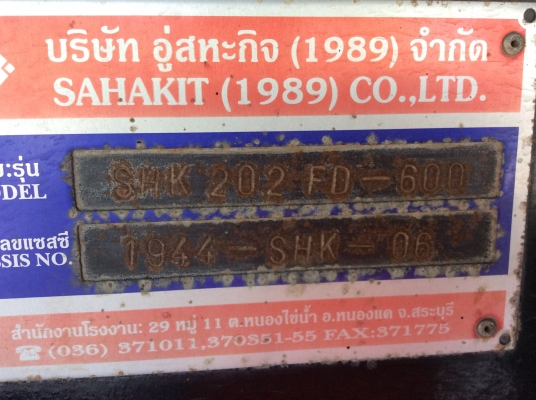 บริษัท อู่สหะกิจ (1989) จำกัด
SAHAKIT (1989) CO.,LTD.
ะ:รุ่น
ODEL
SHK 202 FD-600
ลขแซสซี
SSIS NO.
1944-SHK-06
สำนักงานโรงงาน: 29 หมู่ 11 ต.หนองไข่น้ำ อ.หนองแค จ.สระบุรี
☎ (036) 371011,370851-55 FAX:371775